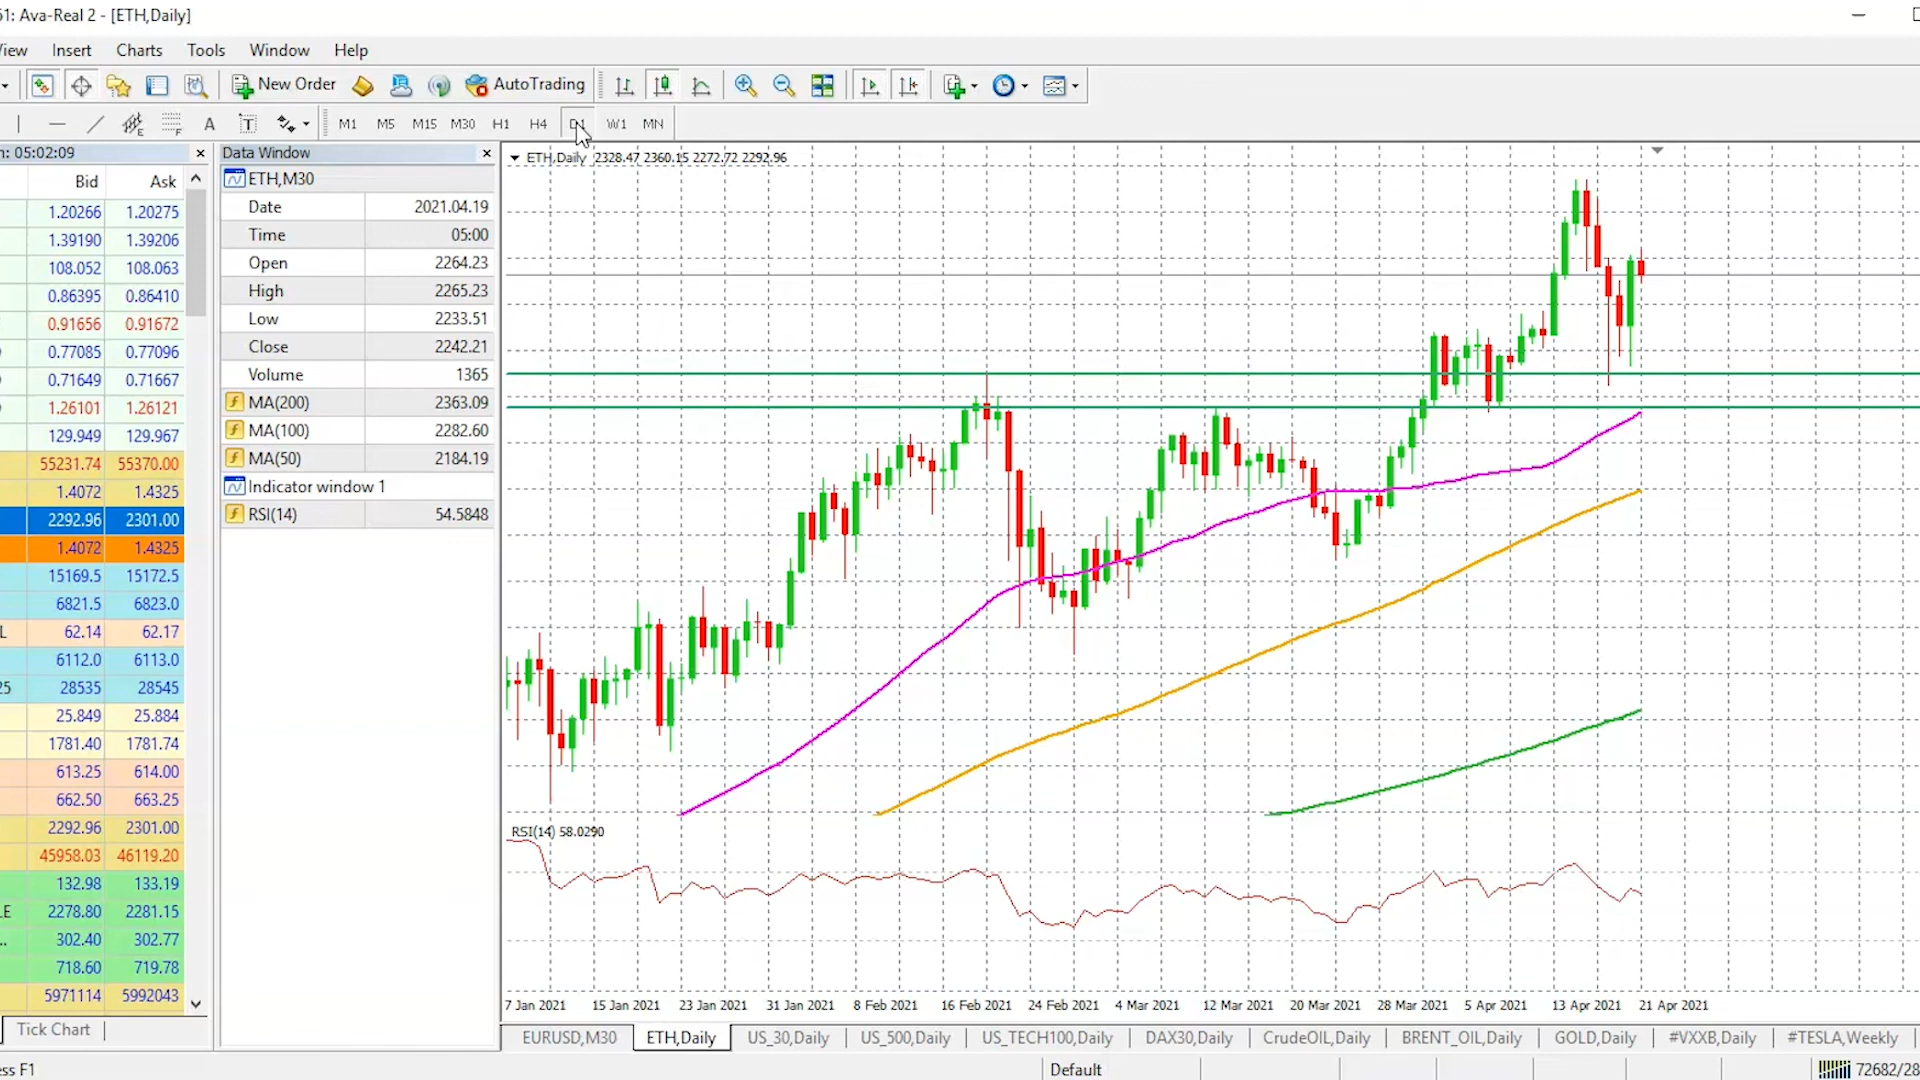 51: Ava-Real 2 - [ETH,Daily]
View Insert Charts Tools Window Help
New Order AutoTrading
A T M1 M5 M15 M30 H1 H4 D1 W1 MN
h: 05:02:09
Bid Ask
1.20266 1.20275
1.39190 1.39206
108.052 108.063
0.86395 0.86410
0.91656 0.91672
0.77085 0.77096
0.71649 0.71667
1.26101 1.26121
129.949 129.967
55231.74 55370.00
1.4072 1.4325
2292.96 2301.00
1.4072 1.4325
15169.5 15172.5
6821.5 6823.0
L 62.14 62.17
6112.0 6113.0
25 28535 28545
25.849 25.884
1781.40 1781.74
613.25 614.00
662.50 663.25
2292.96 2301.00
45958.03 46119.20
132.98 133.19
LE 2278.80 2281.15
... 302.40 302.77
718.60 719.78
5971114 5992043
Tick Chart
Data Window
ETH,M30
Date 2021.04.19
Time 05:00
Open 2264.23
High 2265.23
Low 2233.51
Close 2242.21
Volume 1365
MA(200) 2363.09
MA(100) 2282.60
MA(50) 2184.19
Indicator window 1
RSI(14) 54.5848
ETH,Daily 2328.47 2360.15 2272.72 2292.96
RSI(14) 58.0290
7 Jan 2021 15 Jan 2021 23 Jan 2021 31 Jan 2021 8 Feb 2021 16 Feb 2021 24 Feb 2021 4 Mar 2021 12 Mar 2021 20 Mar 2021 28 Mar 2021 5 Apr 2021 13 Apr 2021 21 Apr 2021
EURUSD,M30 ETH,Daily US_30,Daily US_500,Daily US_TECH100,Daily DAX30,Daily CrudeOIL,Daily BRENT_OIL,Daily GOLD,Daily #VXXB,Daily #TESLA,Weekly
ess F1 Default 72682/28